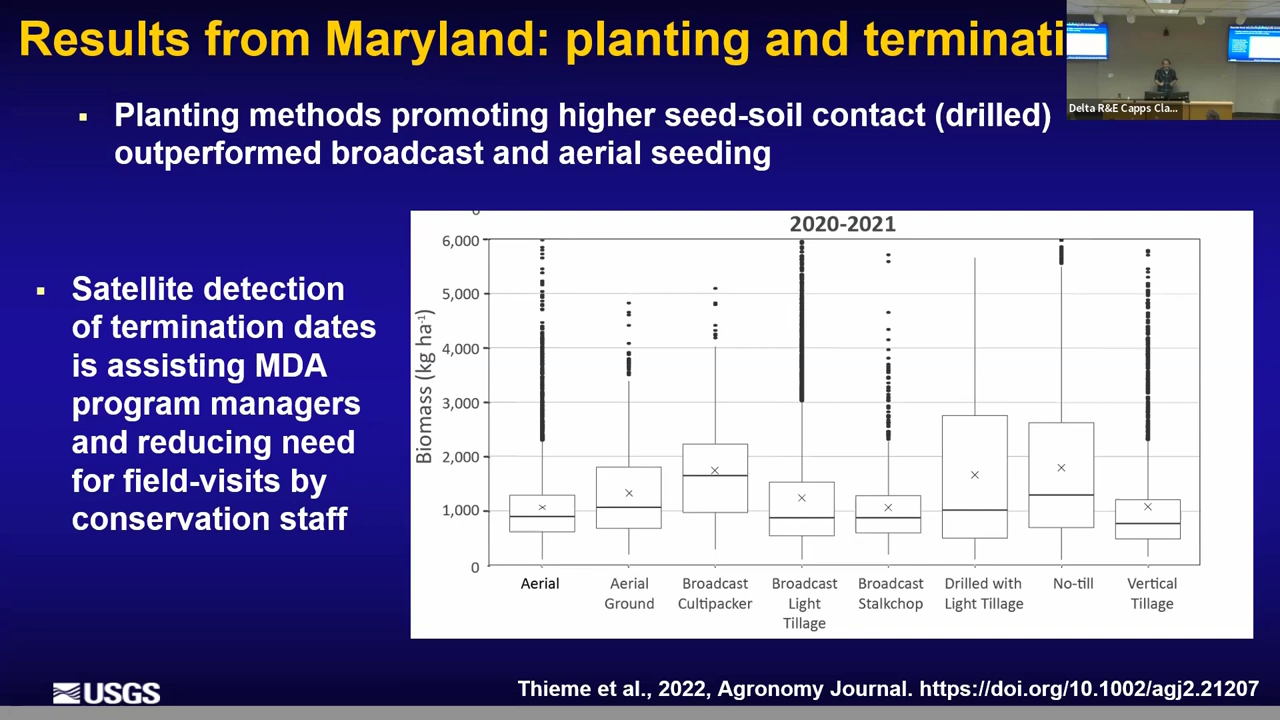 Results from Maryland: planting and terminati
Delta R&E Capps Cla...
▪ Planting methods promoting higher seed-soil contact (drilled)
outperformed broadcast and aerial seeding
▪ Satellite detection
of termination dates
is assisting MDA
program managers
and reducing need
for field-visits by
conservation staff
2020-2021
Biomass (kg ha-1)
6,000
5,000
4,000
3,000
2,000
1,000
0
Aerial
Aerial
Ground
Broadcast
Cultipacker
Broadcast
Light
Tillage
Broadcast
Stalkchop
Drilled with
Light Tillage
No-till
Vertical
Tillage
USGS
Thieme et al., 2022, Agronomy Journal. https://doi.org/10.1002/agj2.21207